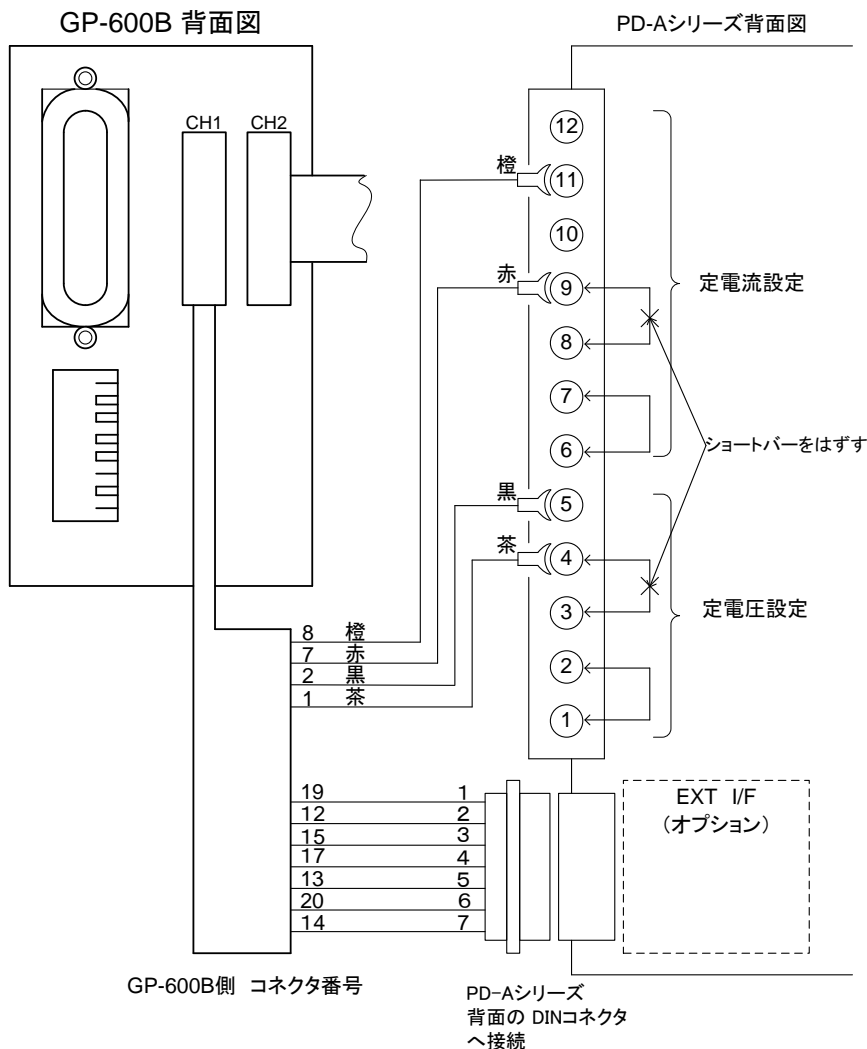 GP-600B 背面図
PD-Aシリーズ背面図
CH1
CH2
12
橙
11
10
赤
9
定電流設定
8
7
ショートバーをはずす
6
黒
5
茶
4
定電圧設定
3
2
1
8 橙
7 赤
2 黒
1 茶
19 1
12 2
15 3
17 4
13 5
20 6
14 7
EXT I/F
(オプション)
GP-600B側 コネクタ番号
PD-Aシリーズ
背面の DINコネクタ
へ接続